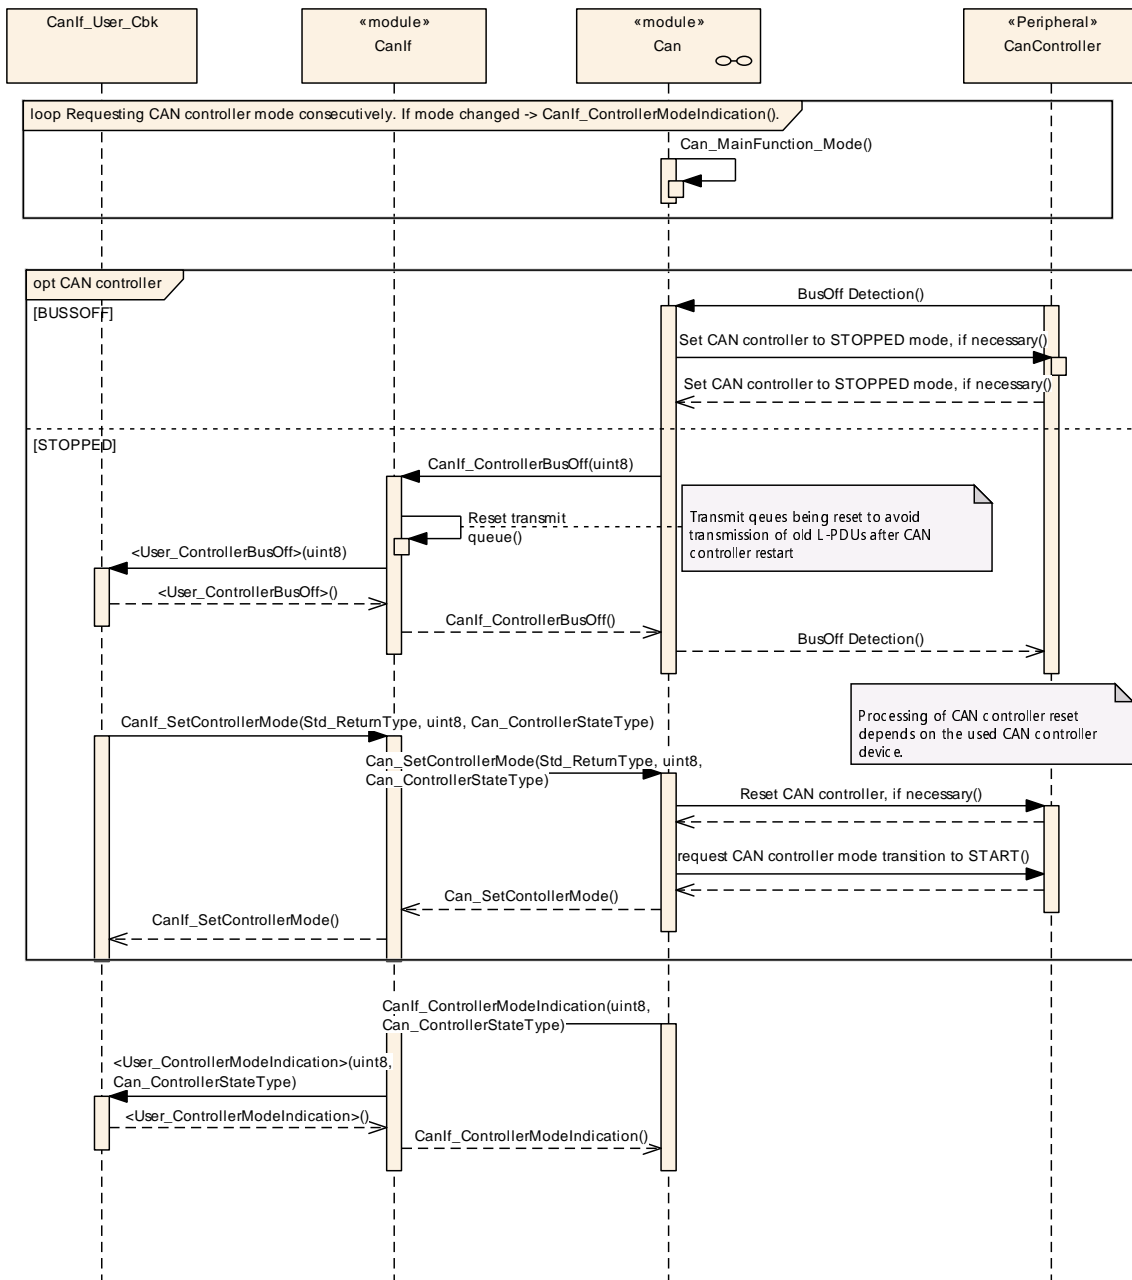 CanIf_User_Cbk
«module»
CanIf
«module»
Can
«Peripheral»
CanController
loop Requesting CAN controller mode consecutively. If mode changed -> CanIf_ControllerModeIndication().
Can_MainFunction_Mode()
opt CAN controller
[BUSSOFF]
BusOff Detection()
Set CAN controller to STOPPED mode, if necessary()
Set CAN controller to STOPPED mode, if necessary()
[STOPPED]
CanIf_ControllerBusOff(uint8)
Reset transmit
queue()
Transmit qeues being reset to avoid
transmission of old L-PDUs after CAN
controller restart
<User_ControllerBusOff>(uint8)
<User_ControllerBusOff>()
CanIf_ControllerBusOff()
BusOff Detection()
Processing of CAN controller reset
depends on the used CAN controller
device.
CanIf_SetControllerMode(Std_ReturnType, uint8, Can_ControllerStateType)
Can_SetControllerMode(Std_ReturnType, uint8,
Can_ControllerStateType)
Reset CAN controller, if necessary()
request CAN controller mode transition to START()
Can_SetContollerMode()
CanIf_SetControllerMode()
CanIf_ControllerModeIndication(uint8,
Can_ControllerStateType)
<User_ControllerModeIndication>(uint8,
Can_ControllerStateType)
<User_ControllerModeIndication>()
CanIf_ControllerModeIndication()